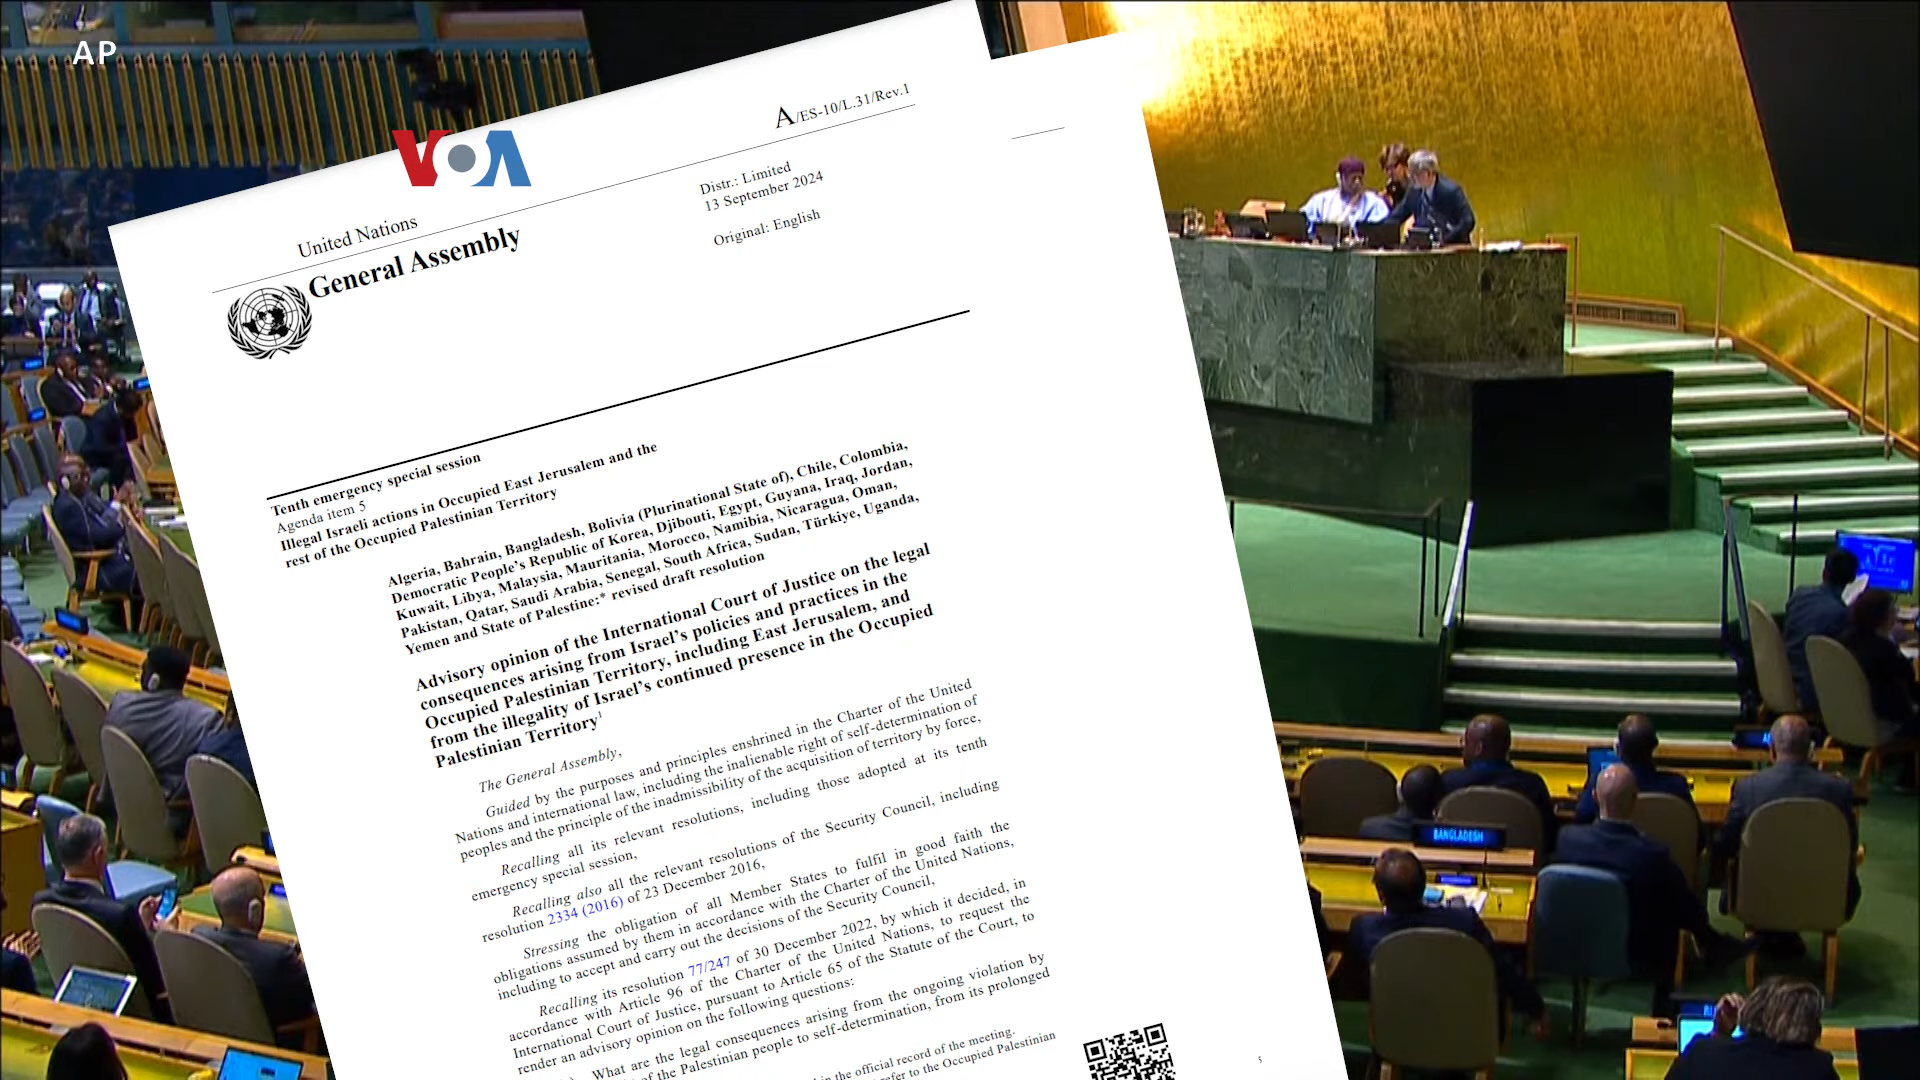 AP
VOA
A/ES-10/L.31/Rev.1
United Nations
General Assembly
Distr.: Limited
13 September 2024
Original: English
Tenth emergency special session
Agenda item 5
Illegal Israeli actions in Occupied East Jerusalem and the
rest of the Occupied Palestinian Territory
Algeria, Bahrain, Bangladesh, Bolivia (Plurinational State of), Chile, Colombia,
Democratic People's Republic of Korea, Djibouti, Egypt, Guyana, Iraq, Jordan,
Kuwait, Libya, Malaysia, Mauritania, Morocco, Namibia, Nicaragua, Oman,
Pakistan, Qatar, Saudi Arabia, Senegal, South Africa, Sudan, Türkiye, Uganda,
Yemen and State of Palestine:* revised draft resolution
Advisory opinion of the International Court of Justice on the legal
consequences arising from Israel's policies and practices in the
Occupied Palestinian Territory, including East Jerusalem, and
from the illegality of Israel's continued presence in the Occupied
Palestinian Territory¹
The General Assembly,
Guided by the purposes and principles enshrined in the Charter of the United
Nations and international law, including the inalienable right of self-determination of
peoples and the principle of the inadmissibility of the acquisition of territory by force,
Recalling all its relevant resolutions, including those adopted at its tenth
emergency special session,
Recalling also all the relevant resolutions of the Security Council, including
resolution 2334 (2016) of 23 December 2016,
Stressing the obligation of all Member States to fulfil in good faith the
obligations assumed by them in accordance with the Charter of the United Nations,
including to accept and carry out the decisions of the Security Council,
Recalling its resolution 77/247 of 30 December 2022, by which it decided, in
accordance with Article 96 of the Charter of the United Nations, to request the
International Court of Justice, pursuant to Article 65 of the Statute of the Court, to
render an advisory opinion on the following questions:
What are the legal consequences arising from the ongoing violation by
of the Palestinian people to self-determination, from its prolonged
in the official record of the meeting.
refer to the Occupied Palestinian
5
BANGLADESH